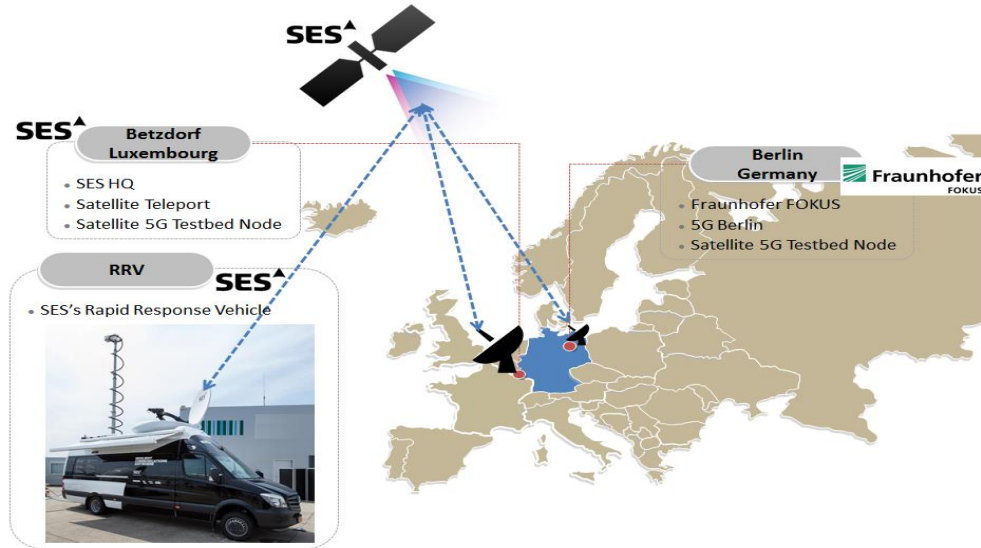 SES
SES
Betzdorf
Luxembourg
SES HQ
Satellite Teleport
Satellite 5G Testbed Node
Berlin
Germany
Fraunhofer
FOKUS
Fraunhofer FOKUS
5G Berlin
Satellite 5G Testbed Node
RRV
SES
SES's Rapid Response Vehicle